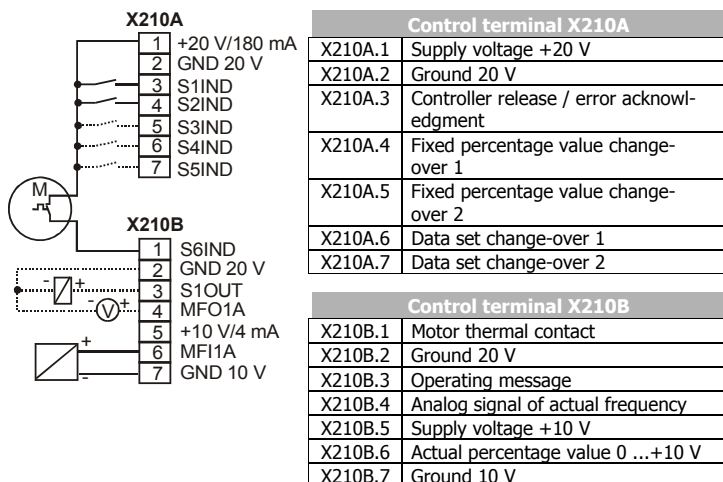 X210A
1 +20 V/180 mA
2 GND 20 V
3 S1IND
4 S2IND
5 S3IND
6 S4IND
7 S5IND
M
X210B
1 S6IND
2 GND 20 V
3 S1OUT
4 MFO1A
5 +10 V/4 mA
6 MFI1A
7 GND 10 V
- +
- V +
+
-
Control terminal X210A
X210A.1 Supply voltage +20 V
X210A.2 Ground 20 V
X210A.3 Controller release / error acknowl-
edgment
X210A.4 Fixed percentage value change-
over 1
X210A.5 Fixed percentage value change-
over 2
X210A.6 Data set change-over 1
X210A.7 Data set change-over 2
Control terminal X210B
X210B.1 Motor thermal contact
X210B.2 Ground 20 V
X210B.3 Operating message
X210B.4 Analog signal of actual frequency
X210B.5 Supply voltage +10 V
X210B.6 Actual percentage value 0 ...+10 V
X210B.7 Ground 10 V